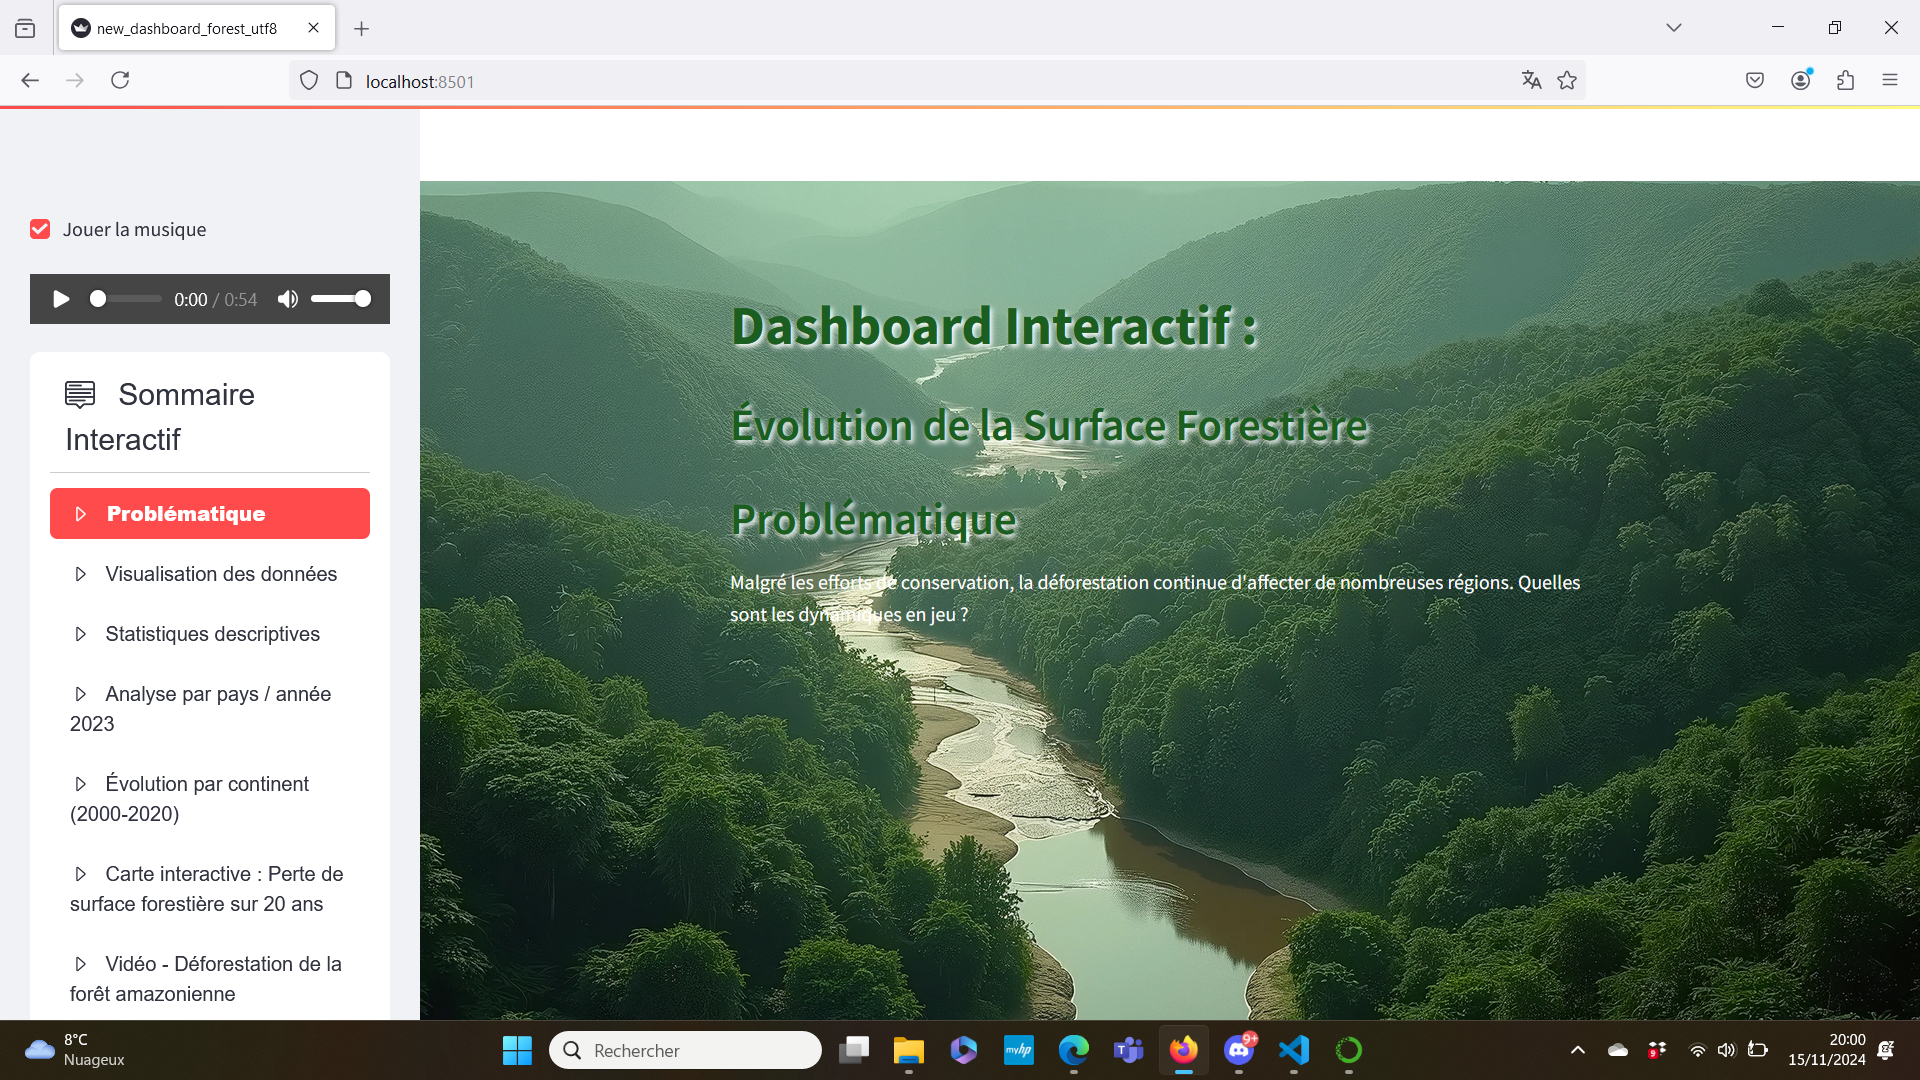 new_dashboard_forest_utf8
localhost:8501
Jouer la musique
0:00 / 0:54
Sommaire
Interactif
Problématique
Visualisation des données
Statistiques descriptives
Analyse par pays / année
2023
Évolution par continent
(2000-2020)
Carte interactive : Perte de
surface forestière sur 20 ans
Vidéo - Déforestation de la
forêt amazonienne
Dashboard Interactif :
Évolution de la Surface Forestière
Problématique
Malgré les efforts de conservation, la déforestation continue d'affecter de nombreuses régions. Quelles
sont les dynamiques en jeu ?
8°C
Nuageux
Rechercher
myhp
9+
9
20:00
15/11/2024